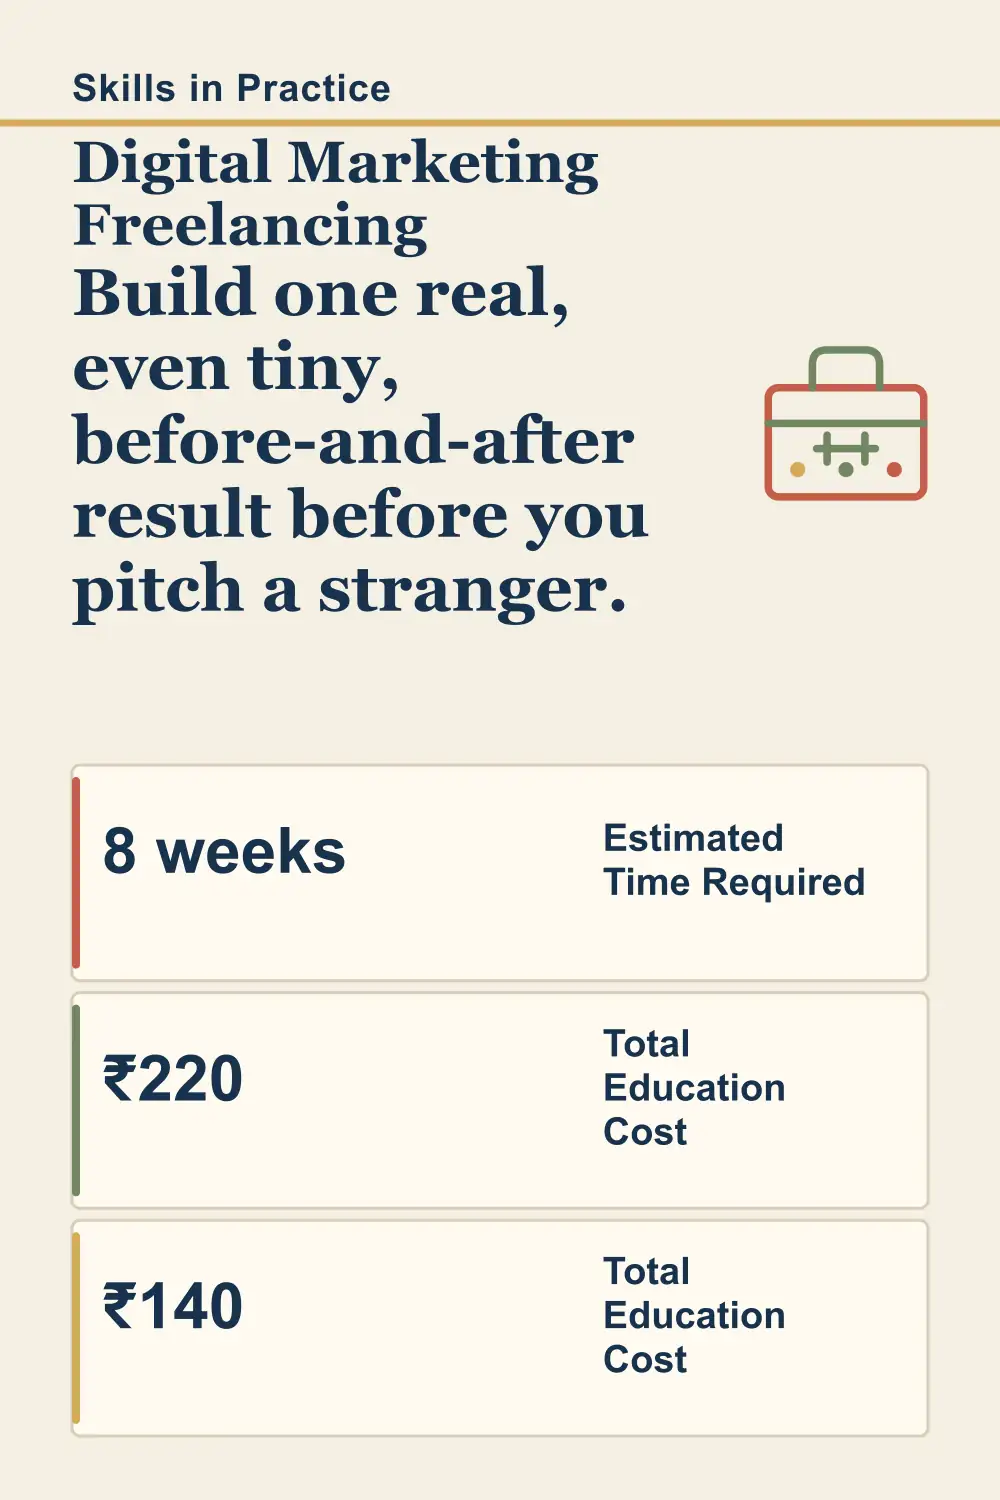 Skills in Practice
Digital Marketing
Freelancing
Build one real,
even tiny,
before-and-after
result before you
pitch a stranger.
8 weeks
Estimated
Time Required
₹220
Total
Education
Cost
₹140
Total
Education
Cost